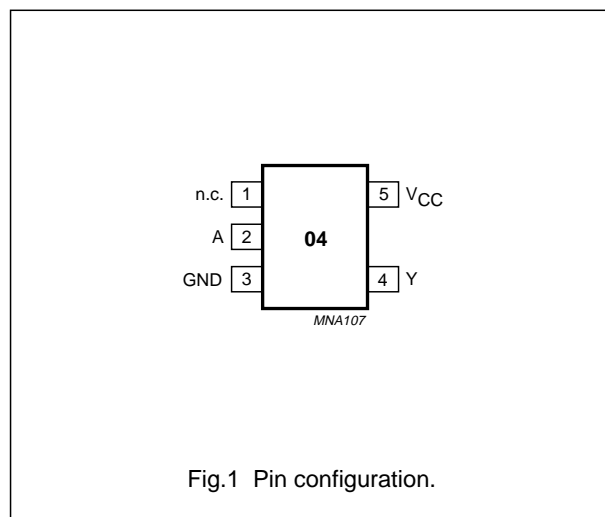 n.c. 1 5 VCC
A 2 04
GND 3 4 Y
MNA107
Fig.1 Pin configuration.